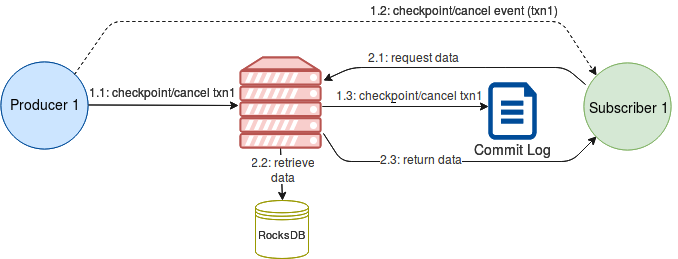 1.2: checkpoint/cancel event (txn1)
2.1: request data
1.1: checkpoint/cancel txn1
1.3: checkpoint/cancel txn1
Producer 1
Subscriber 1
Commit Log
2.2: retrieve
data
2.3: return data
RocksDB